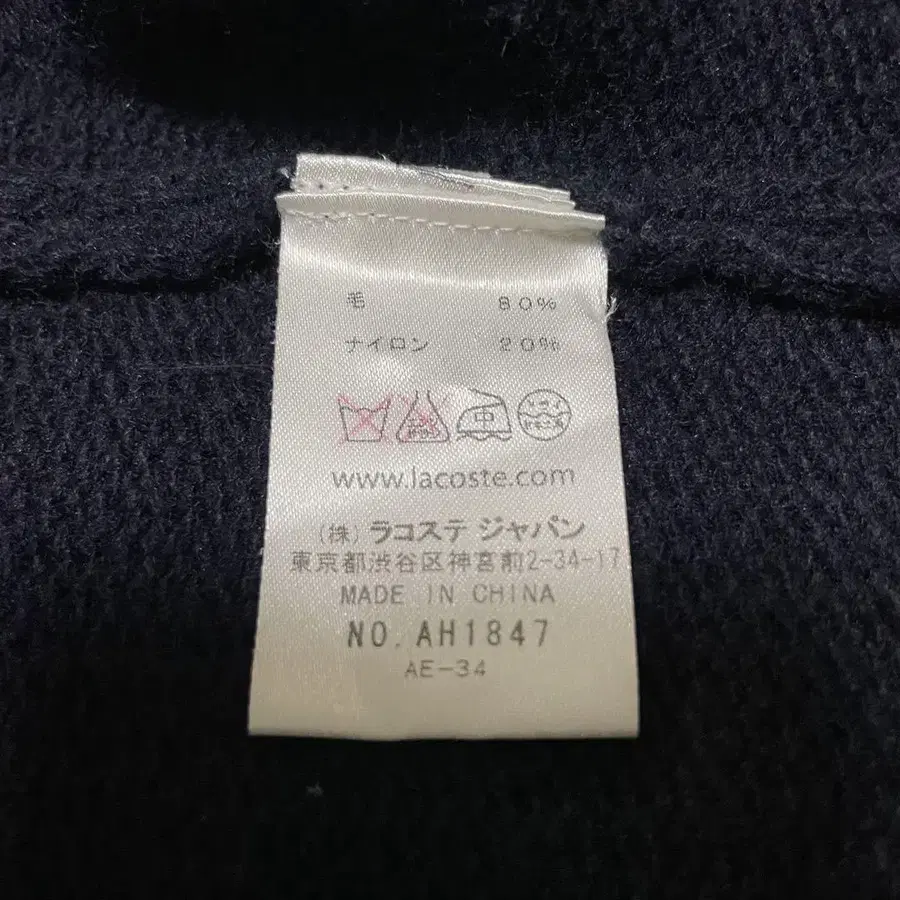 毛 80%
ナイロン 20%
中
www.lacoste.com
(株) ラコステ ジャパン
東京都渋谷区神宮前2-34-17
MADE IN CHINA
NO. AH1847
AE-34